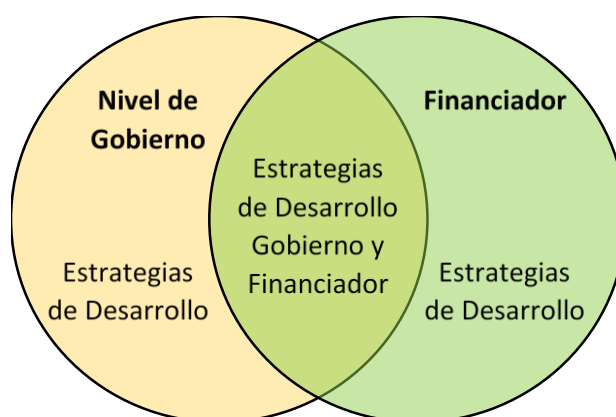 Nivel de
Gobierno
Estrategias
de Desarrollo
Estrategias
de Desarrollo
Gobierno y
Financiador
Financiador
Estrategias
de Desarrollo